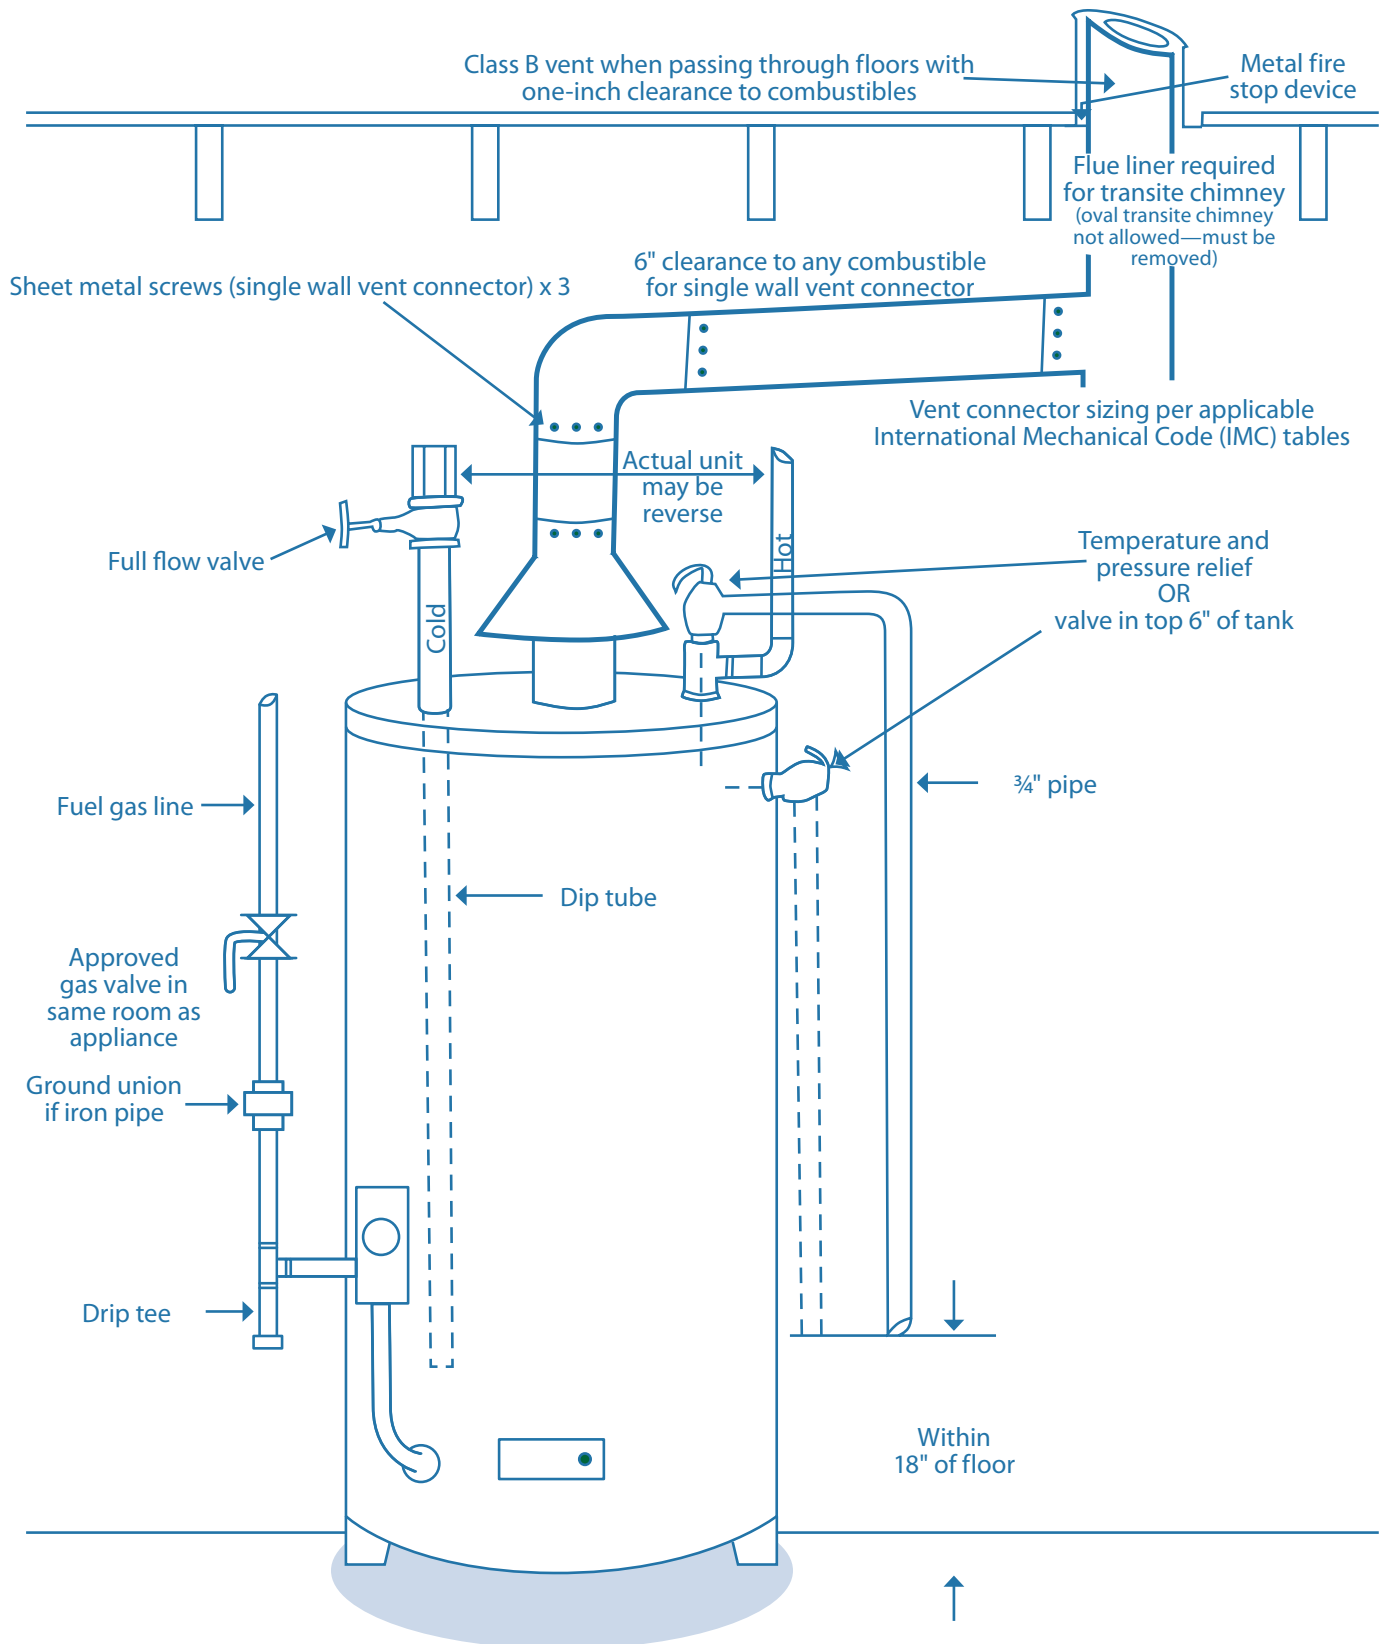 Class B vent when passing through floors with
one-inch clearance to combustibles
Metal fire
stop device
Flue liner required
for transite chimney
(oval transite chimney
not allowed—must be
removed)
6" clearance to any combustible
for single wall vent connector
Sheet metal screws (single wall vent connector) x 3
Vent connector sizing per applicable
International Mechanical Code (IMC) tables
Actual unit
may be
reverse
Full flow valve
Hot
Temperature and
pressure relief
OR
valve in top 6" of tank
Cold
Fuel gas line
¾" pipe
Dip tube
Approved
gas valve in
same room as
appliance
Ground union
if iron pipe
Drip tee
Within
18" of floor